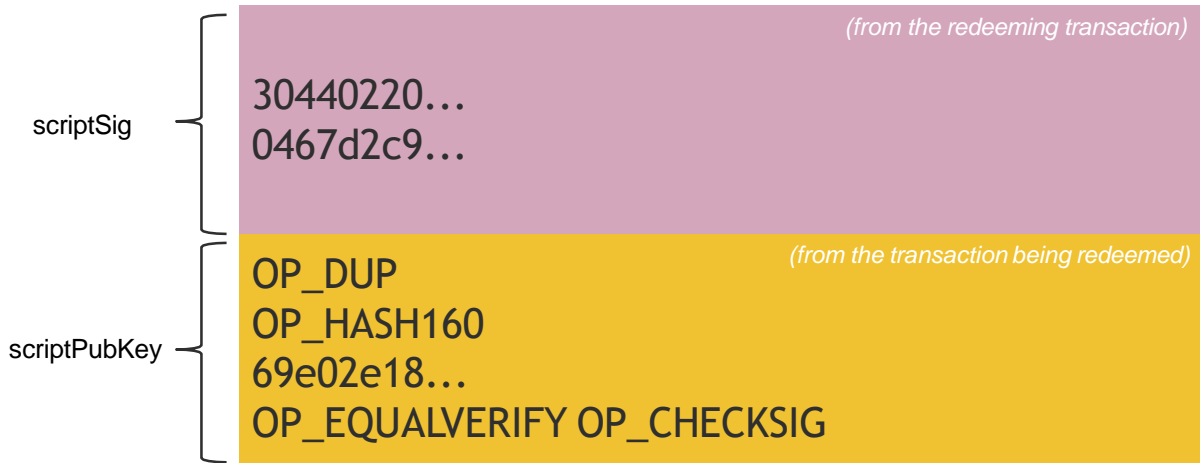 (from the redeeming transaction)
30440220...
scriptSig
0467d2c9...
(from the transaction being redeemed)
OP_DUP
OP_HASH160
scriptPubKey
69e02e18...
OP_EQUALVERIFY OP_CHECKSIG